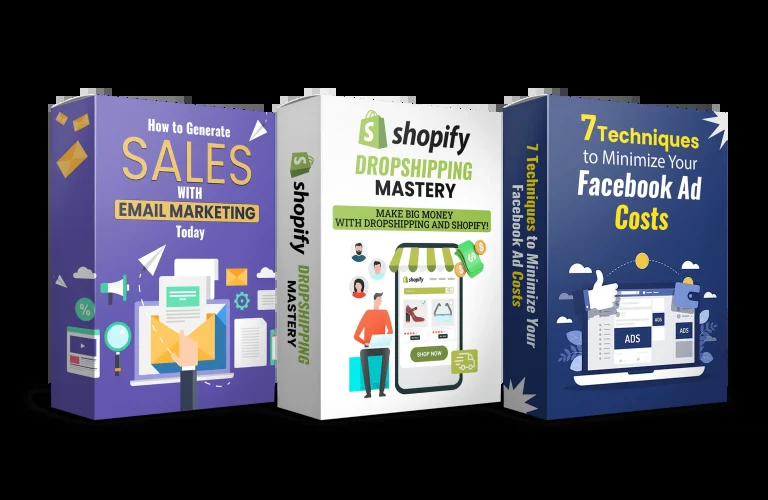 How to Generate
SALES
WITH
EMAIL MARKETING
Today
%
shopify
DROPSHIPPING
MASTERY
shopify
DROPSHIPPING
MASTERY
MAKE BIG MONEY
WITH DROPSHIPPING AND SHOPIFY!
shopify
SHOP NOW
7 Techniques to Minimize Your
Facebook Ad Costs
7 Techniques
to Minimize Your
Facebook Ad
Costs
ADS
ADS
ADS